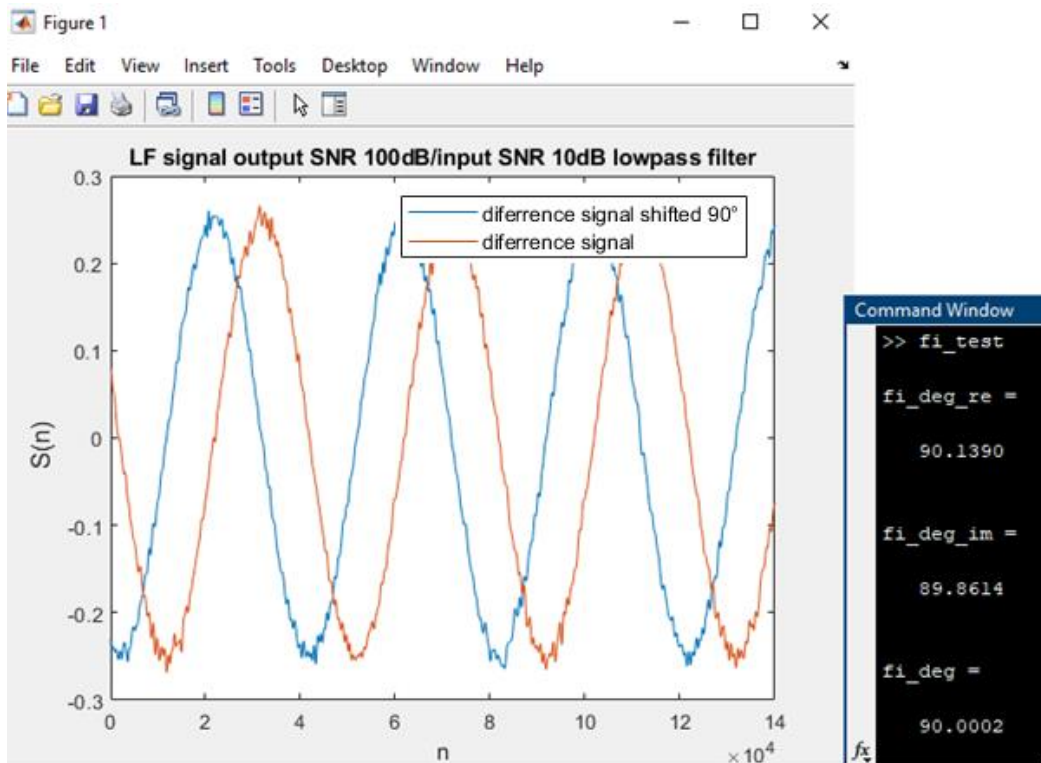 Figure 1
File Edit View Insert Tools Desktop Window Help
LF signal output SNR 100dB/input SNR 10dB lowpass filter
diferrence signal shifted 90°
diferrence signal
0.3
0.2
0.1
0
-0.1
-0.2
-0.3
S(n)
0 2 4 6 8 10 12 14
n
×10⁴
Command Window
>> fi_test
fi_deg_re =
90.1390
fi_deg_im =
89.8614
fi_deg =
90.0002
fx